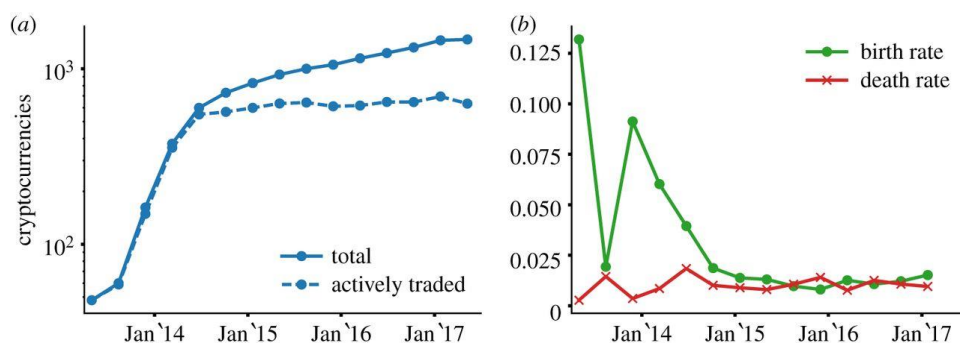 (a)
cryptocurrencies
10³
10²
total
actively traded
Jan`14 Jan`15 Jan`16 Jan`17
(b)
0.125
0.100
0.075
0.050
0.025
0
birth rate
death rate
Jan`14 Jan`15 Jan`16 Jan`17